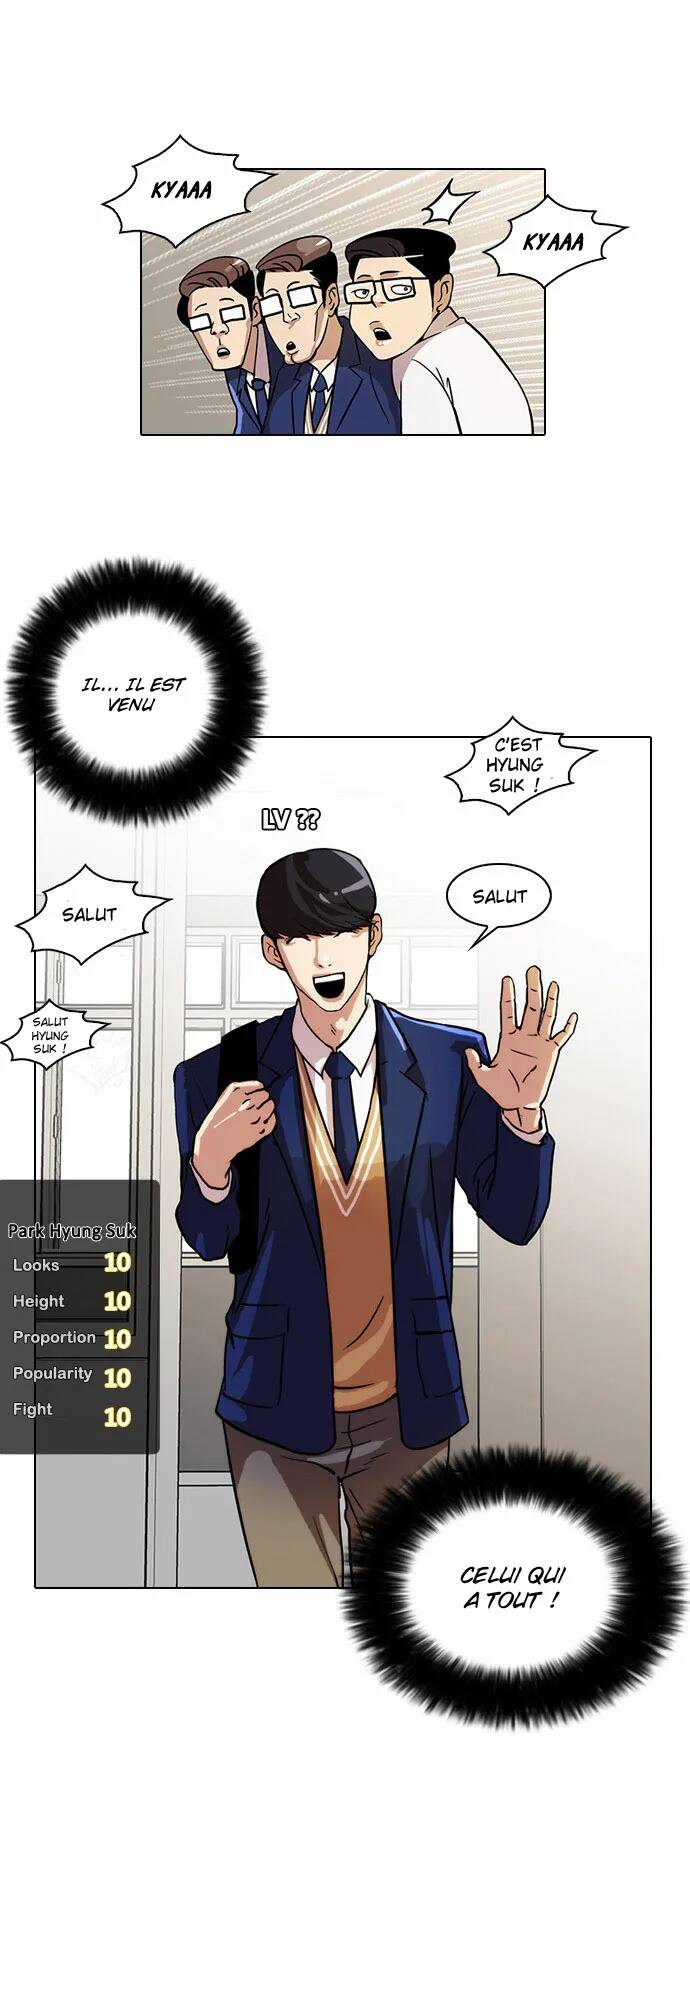 KYAAA
KYAAA
IL... IL EST
VENU
C'EST
HYUNG
SUK !
LV ??
SALUT
SALUT
SALUT
HYUNG
SUK !
Park Hyung Suk
Looks 10
Height 10
Proportion 10
Popularity 10
Fight 10
CELUI QUI
A TOUT !